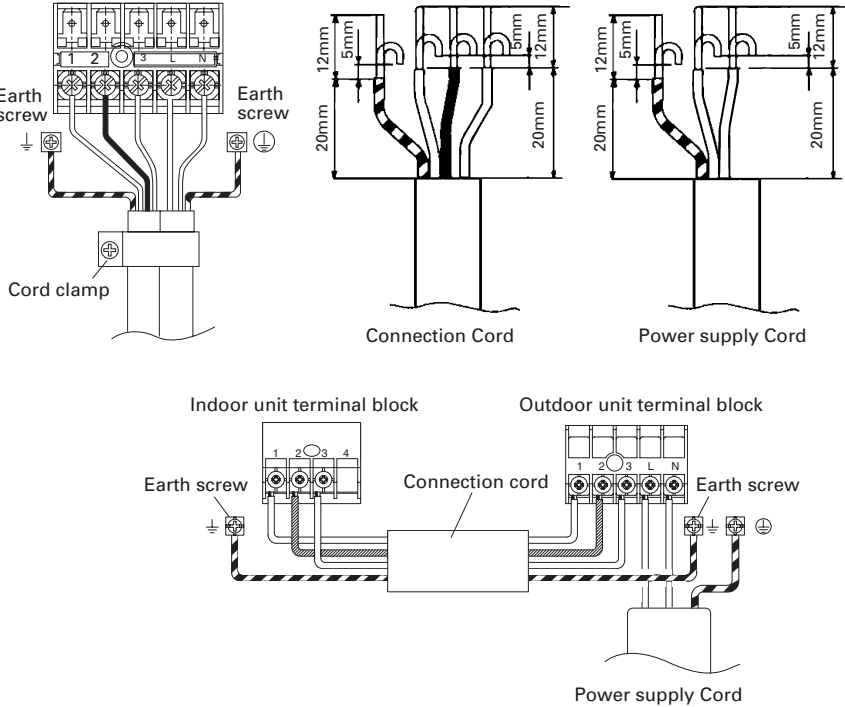 1 2 3 L N
Earth
screw
Earth
screw
Cord clamp
12mm
5mm
20mm
5mm
12mm
20mm
Connection Cord
12mm
5mm
20mm
5mm
12mm
20mm
Power supply Cord
Indoor unit terminal block
Outdoor unit terminal block
1 2 3 4
1 2 3 L N
Earth screw
Connection cord
Earth screw
Power supply Cord